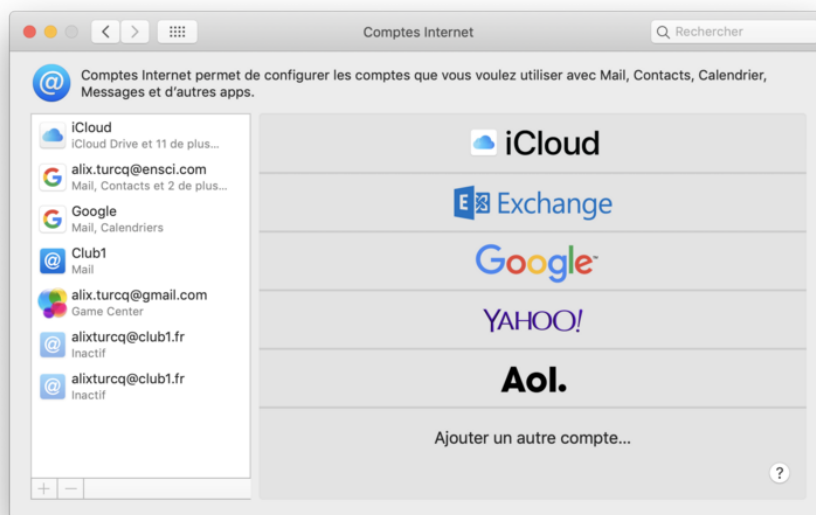 Comptes Internet
Rechercher
Comptes Internet permet de configurer les comptes que vous voulez utiliser avec Mail, Contacts, Calendrier,
Messages et d'autres apps.
iCloud
iCloud Drive et 11 de plus...
alix.turcq@ensci.com
Mail, Contacts et 2 de plus...
Google
Mail, Calendriers
Club1
Mail
alix.turcq@gmail.com
Game Center
alixturcq@club1.fr
Inactif
alixturcq@club1.fr
Inactif
iCloud
E Exchange
Google™
YAHOO!
Aol.
Ajouter un autre compte...
?